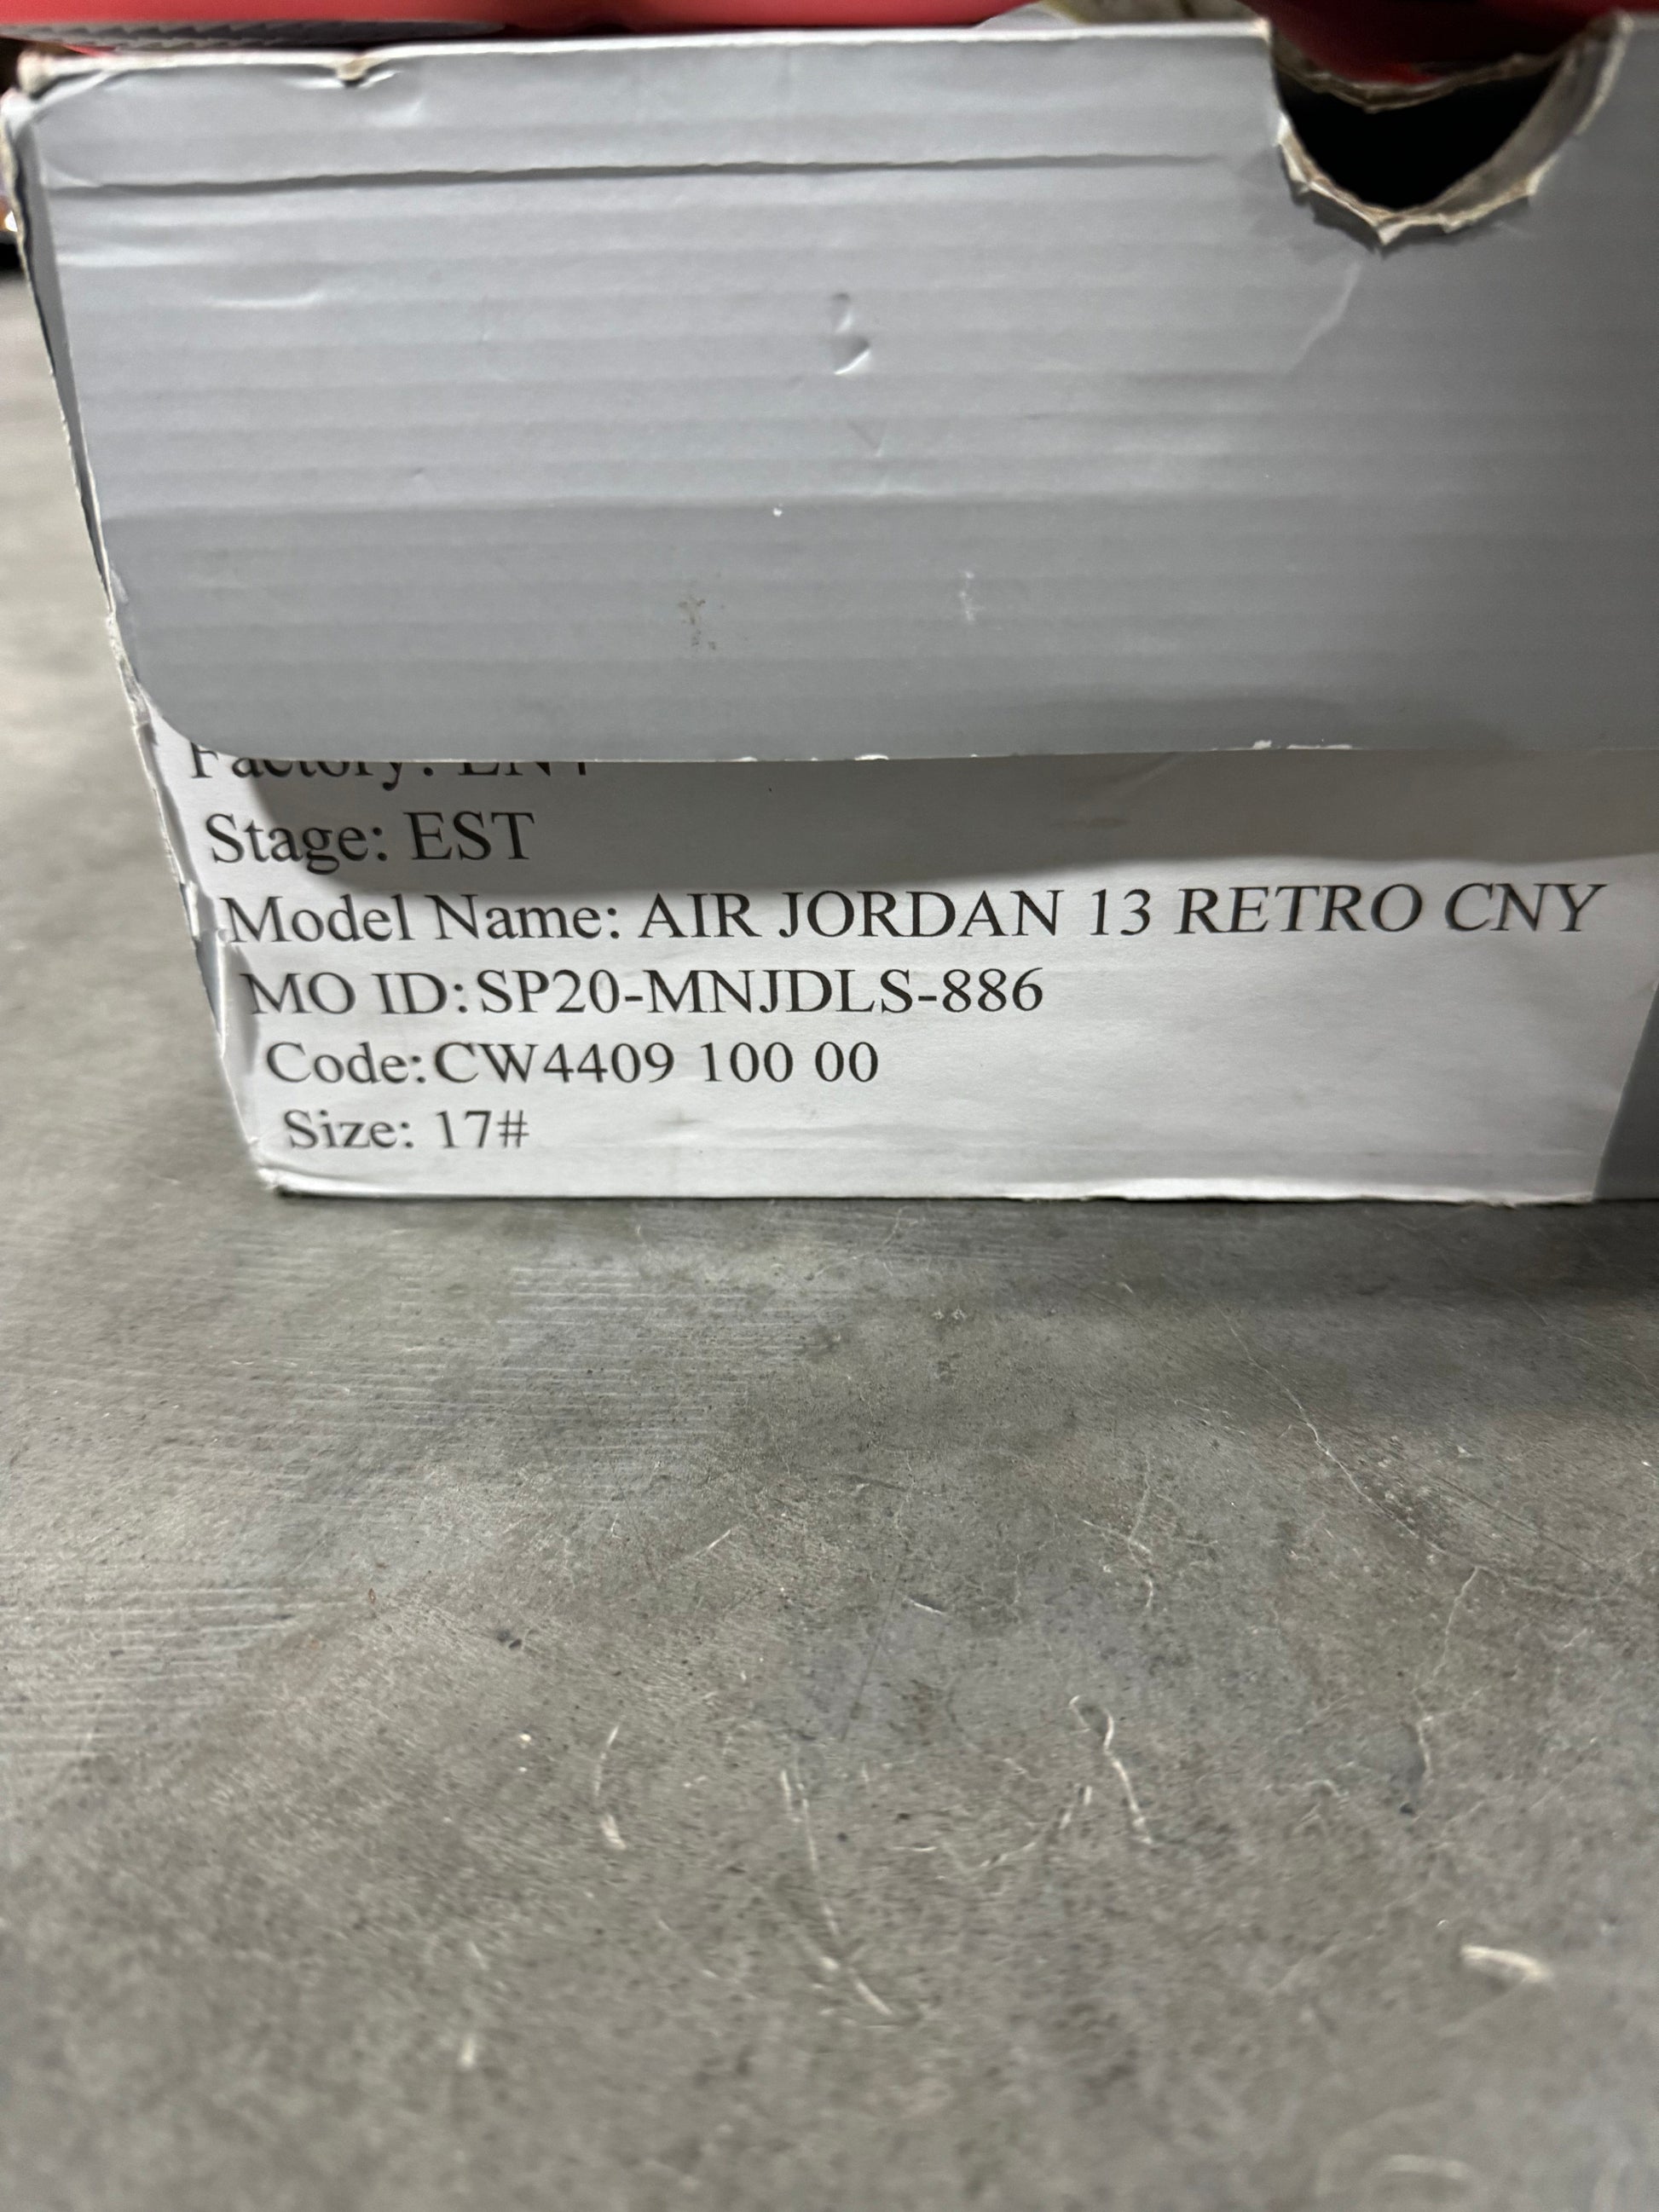 Factory:
Stage: EST
Model Name: AIR JORDAN 13 RETRO CNY
MO ID:SP20-MNJDLS-886
Code:CW4409 100 00
Size: 17#